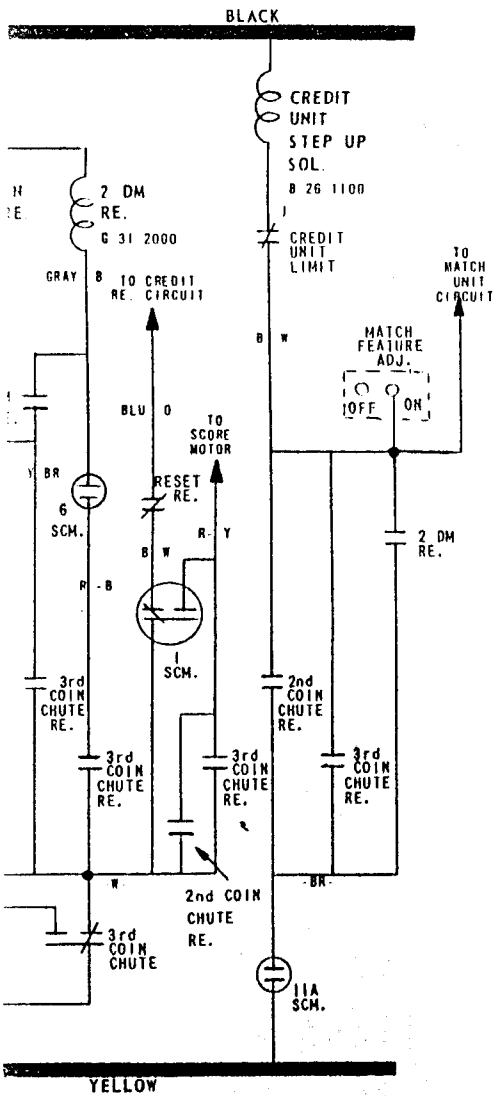 BLACK
CREDIT
UNIT
STEP UP
SOL.
B 26 1100
J
CREDIT
UNIT
LIMIT
2 DM
RE.
G 31 2000
GRAY B
TO CREDIT
RE. CIRCUIT
TO
MATCH
UNIT
CIRCUIT
B W
MATCH
FEATURE
ADJ.
OFF
ON
BLU O
TO
SCORE
MOTOR
Y BR
6
SCM.
RESET
RE.
B W
R- Y
2 DM
RE.
R -B
1
SCM.
3rd
COIN
CHUTE
RE.
2nd
COIN
CHUTE
RE.
3rd
COIN
CHUTE
RE.
3rd
COIN
CHUTE
RE.
3rd
COIN
CHUTE
RE.
-W-
2nd COIN
CHUTE
RE.
-BR-
3rd
COIN
CHUTE
11A
SCM.
YELLOW